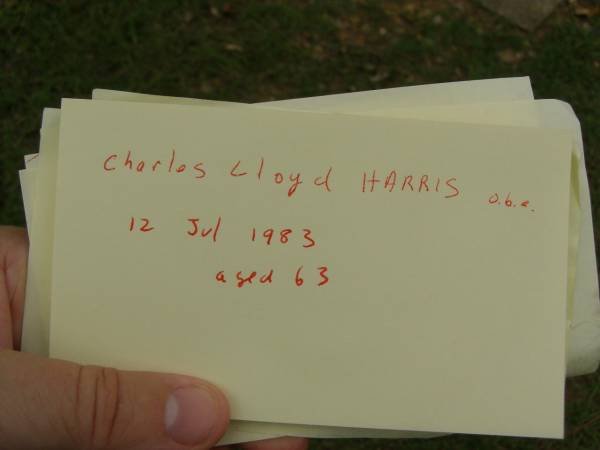 Charles Lloyd HARRIS o.b.e.
12 Jul 1983
aged 63